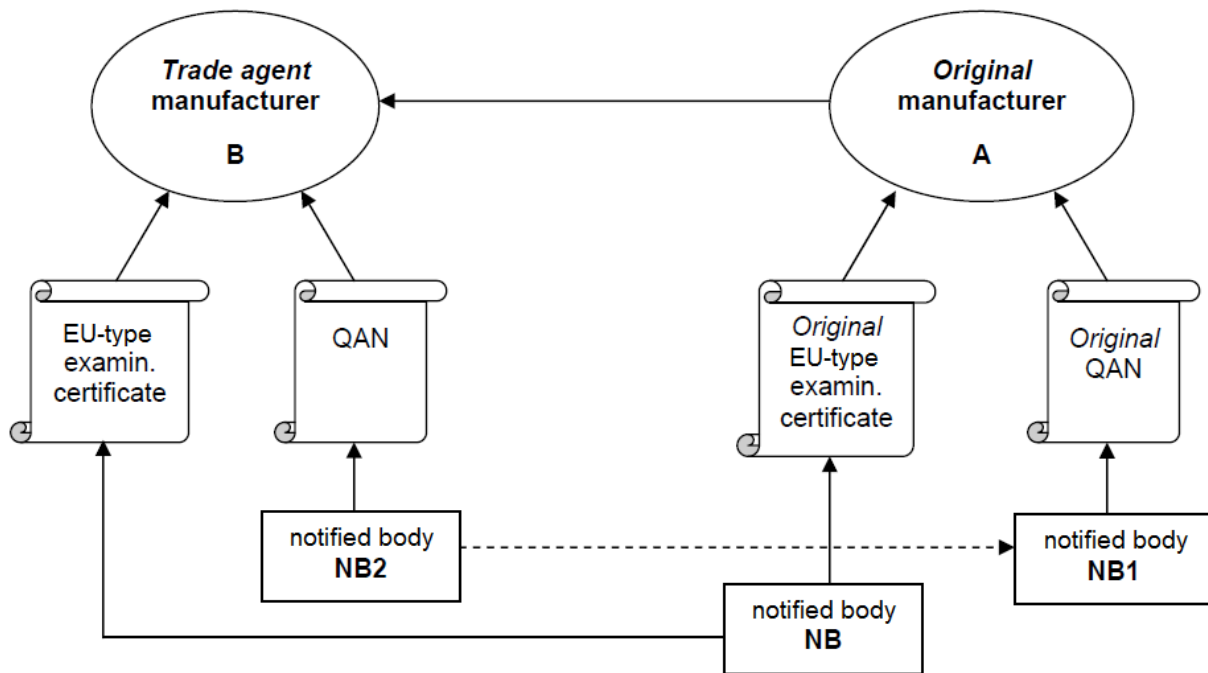 Trade agent
manufacturer
B
Original
manufacturer
A
EU-type
examin.
certificate
QAN
Original
EU-type
examin.
certificate
Original
QAN
notified body
NB2
notified body
NB1
notified body
NB